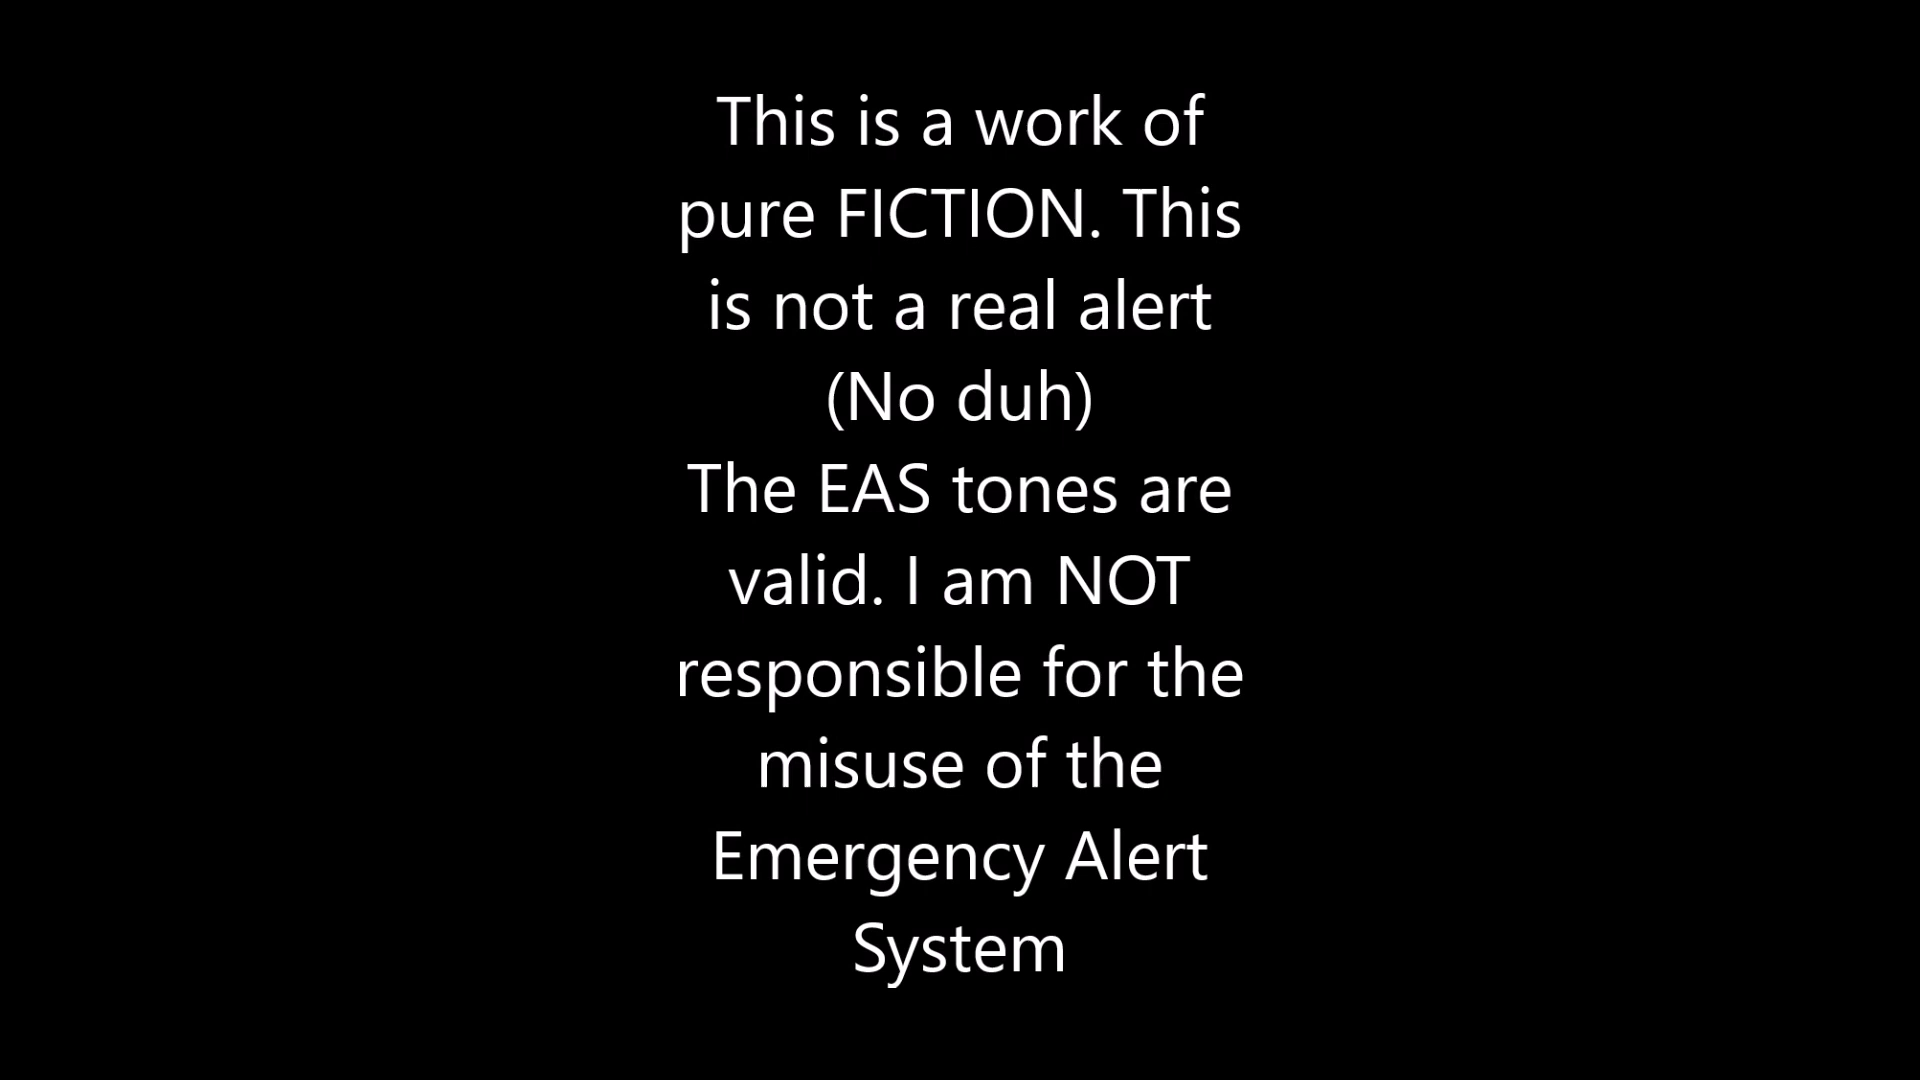 This is a work of
pure FICTION. This
is not a real alert
(No duh)
The EAS tones are
valid. I am NOT
responsible for the
misuse of the
Emergency Alert
System